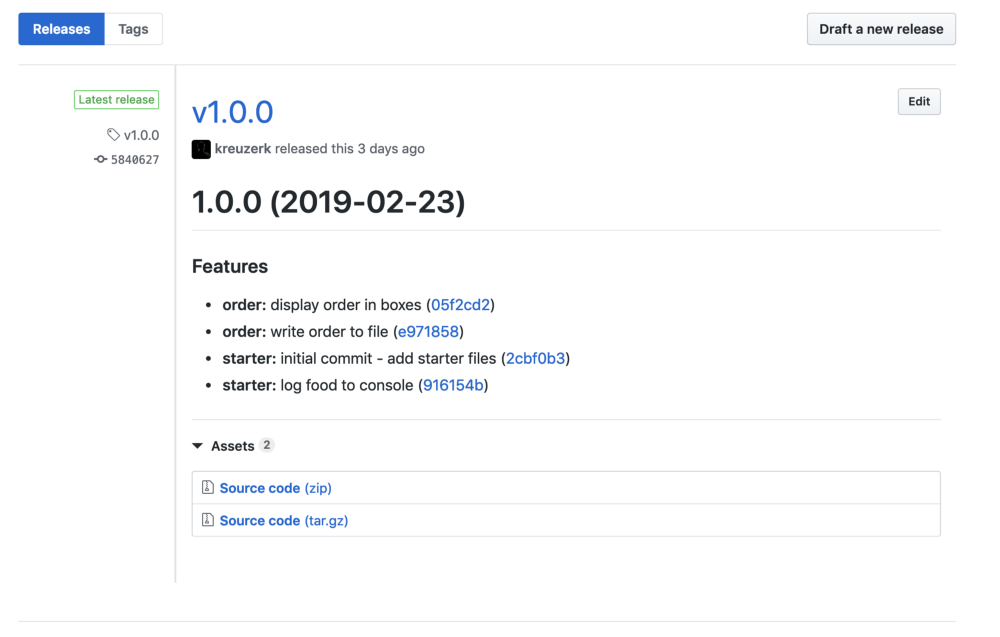 Releases Tags Draft a new release
Latest release
v1.0.0 Edit
v1.0.0
5840627
kreuzerk released this 3 days ago
1.0.0 (2019-02-23)
Features
• order: display order in boxes (05f2cd2)
• order: write order to file (e971858)
• starter: initial commit - add starter files (2cbf0b3)
• starter: log food to console (916154b)
Assets 2
Source code (zip)
Source code (tar.gz)